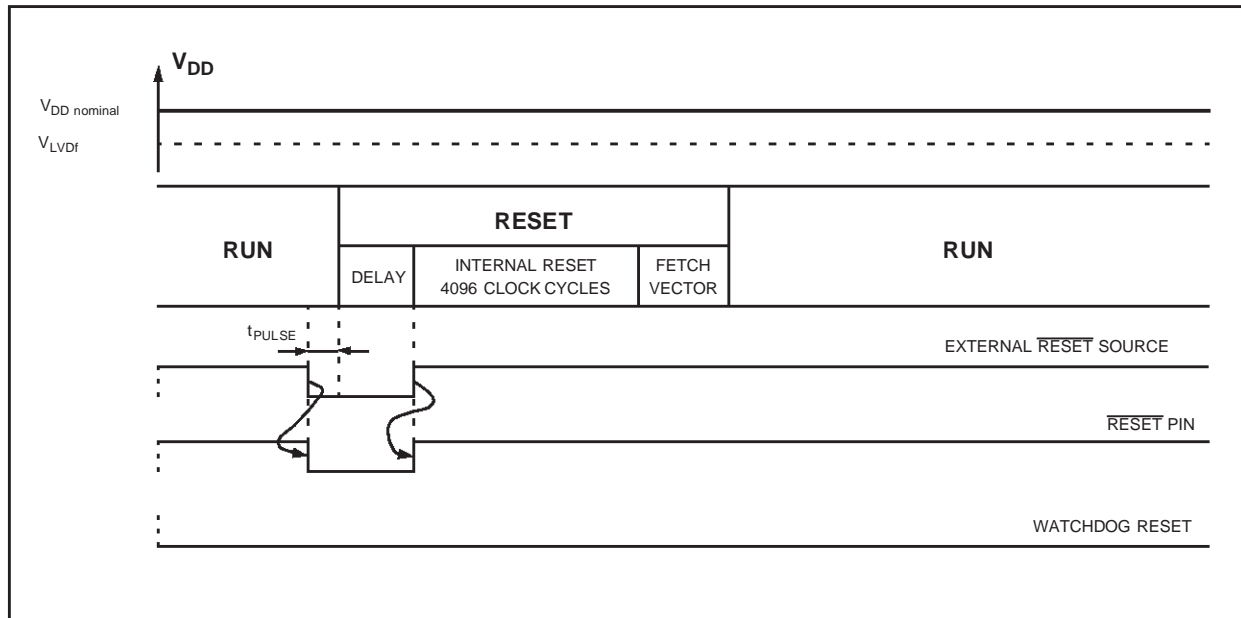 VDD
VDD nominal
VLVDf
RUN
RESET
RUN
DELAY
INTERNAL RESET
4096 CLOCK CYCLES
FETCH
VECTOR
tPULSE
EXTERNAL RESET SOURCE
RESET PIN
WATCHDOG RESET